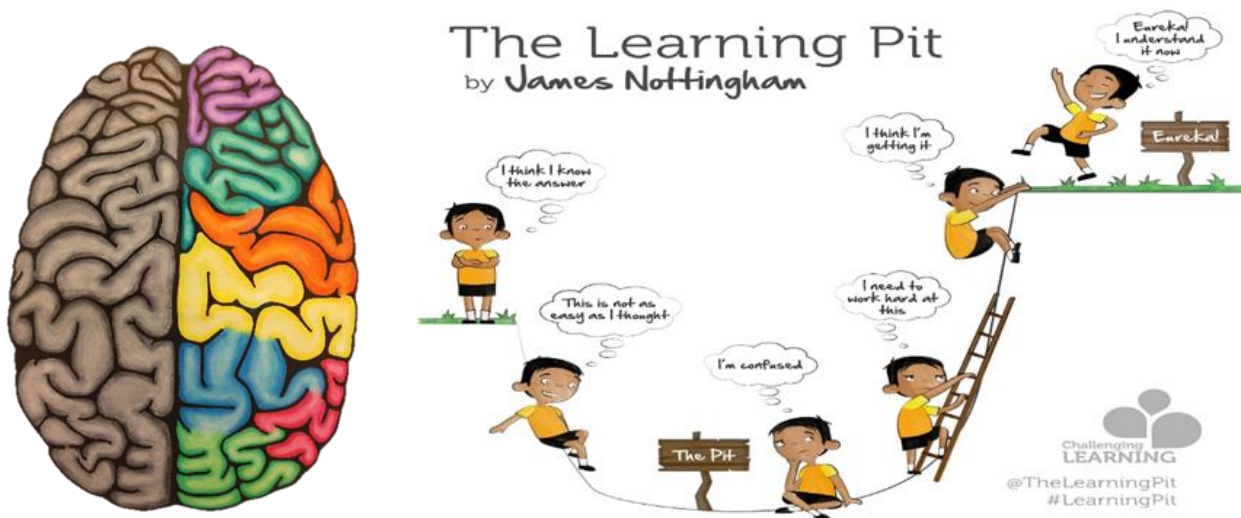 The Learning Pit
by James Nottingham
I think I know
the answer
This is not as
easy as I thought
The Pit
I'm confused
I need to
work hard at
this
I think I'm
getting it
Eureka!
I understand
it now
Eureka!
Challenging
LEARNING
@TheLearningPit
#LearningPit